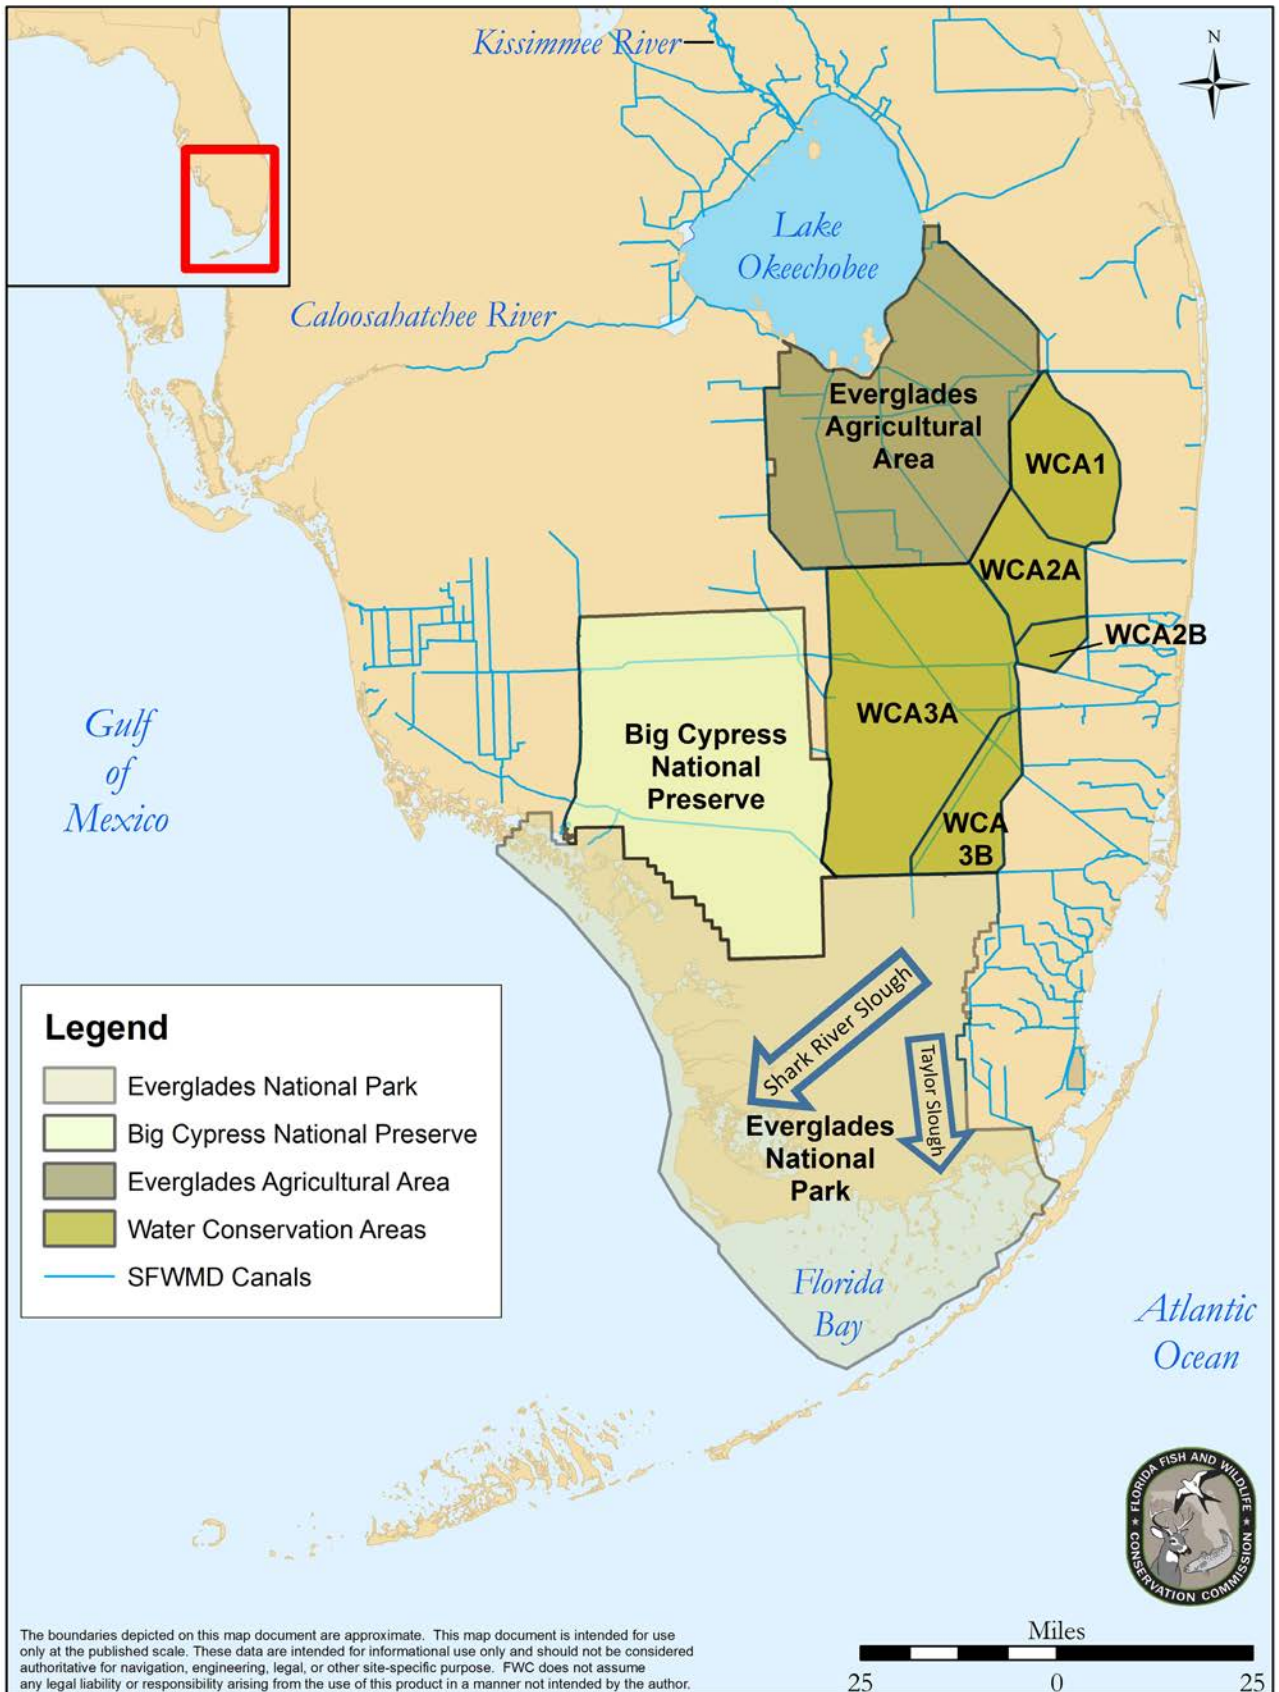 Kissimmee River
N
Lake
Okeechobee
Caloosahatchee River
Everglades
Agricultural
Area
WCA1
WCA2A
WCA2B
WCA3A
Gulf
of
Mexico
Big Cypress
National
Preserve
WCA
3B
Shark River Slough
Taylor Slough
Everglades
National
Park
Legend
Everglades National Park
Big Cypress National Preserve
Everglades Agricultural Area
Water Conservation Areas
SFWMD Canals
Florida
Bay
Atlantic
Ocean
FLORIDA FISH AND WILDLIFE
CONSERVATION COMMISSION
The boundaries depicted on this map document are approximate. This map document is intended for use
only at the published scale. These data are intended for informational use only and should not be considered
authoritative for navigation, engineering, legal, or other site-specific purpose. FWC does not assume
any legal liability or responsibility arising from the use of this product in a manner not intended by the author.
Miles
25 0 25